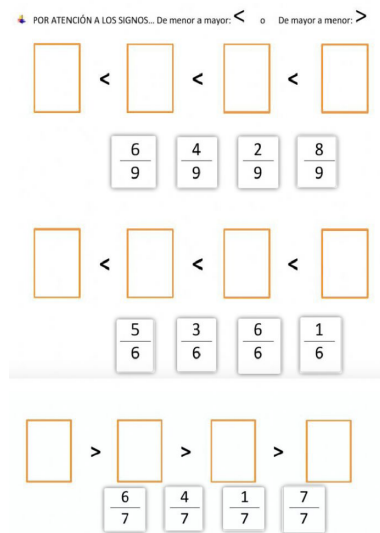 POR ATENCIÓN A LOS SIGNOS... De menor a mayor: < o De mayor a menor: >
< < <
6/9 4/9 2/9 8/9
< < <
5/6 3/6 6/6 1/6
> > >
6/7 4/7 1/7 7/7